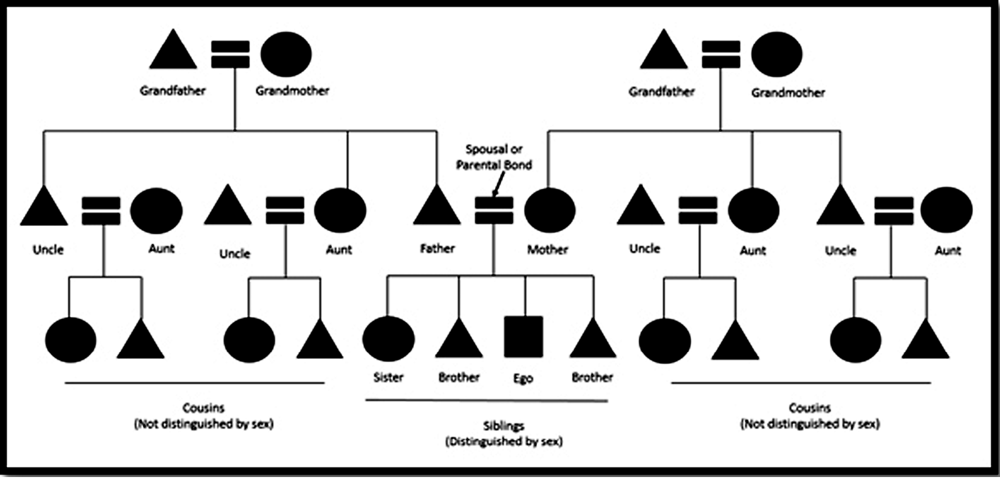 Grandfather
Grandmother
Grandfather
Grandmother
Spousal or
Parental Bond
Uncle
Aunt
Uncle
Aunt
Father
Mother
Uncle
Aunt
Uncle
Aunt
Sister
Brother
Ego
Brother
Cousins
(Not distinguished by sex)
Siblings
(Distinguished by sex)
Cousins
(Not distinguished by sex)